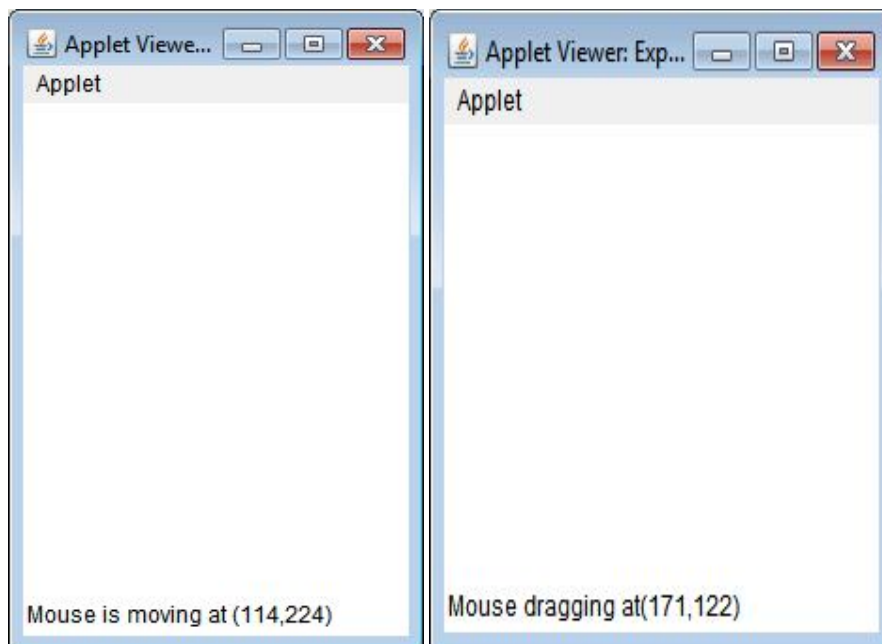 Applet Viewe...
Applet
Mouse is moving at (114,224)
Applet Viewer: Exp...
Applet
Mouse dragging at(171,122)